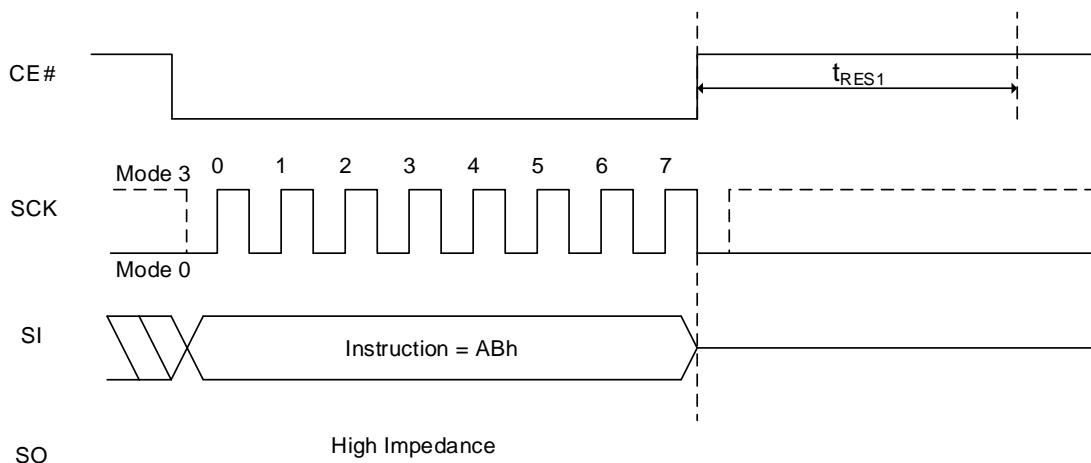 CE#
tRES1
Mode 3
0 1 2 3 4 5 6 7
SCK
Mode 0
SI
Instruction = ABh
High Impedance
SO